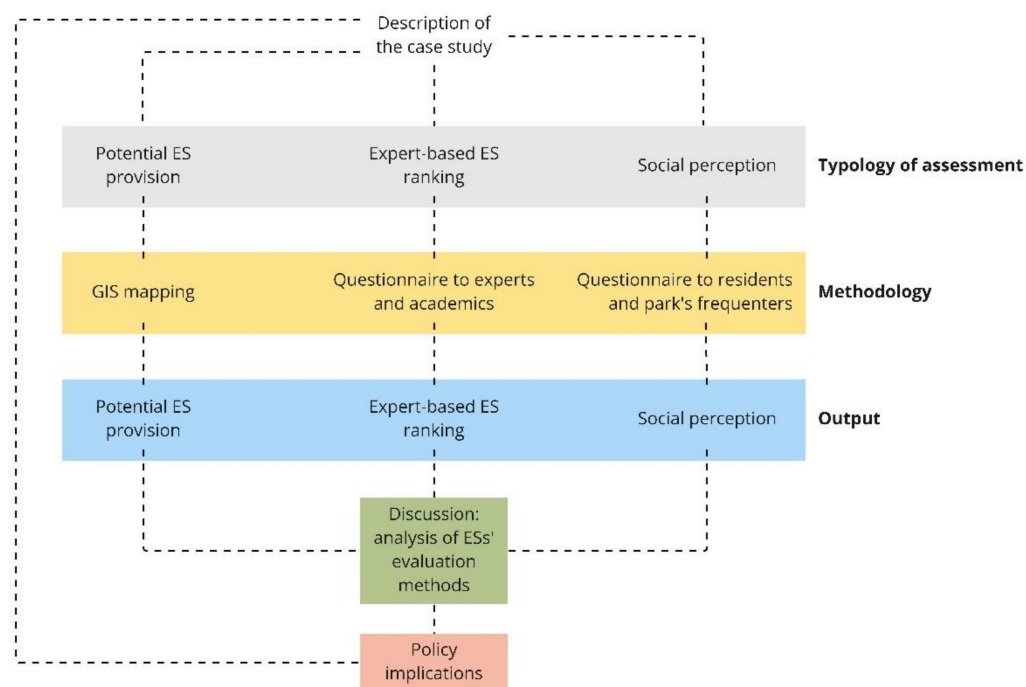 Description of
the case study
Potential ES
provision
Expert-based ES
ranking
Social perception
Typology of assessment
GIS mapping
Questionnaire to experts
and academics
Questionnaire to residents
and park's frequenters
Methodology
Potential ES
provision
Expert-based ES
ranking
Social perception
Output
Discussion:
analysis of ESs'
evaluation
methods
Policy
implications